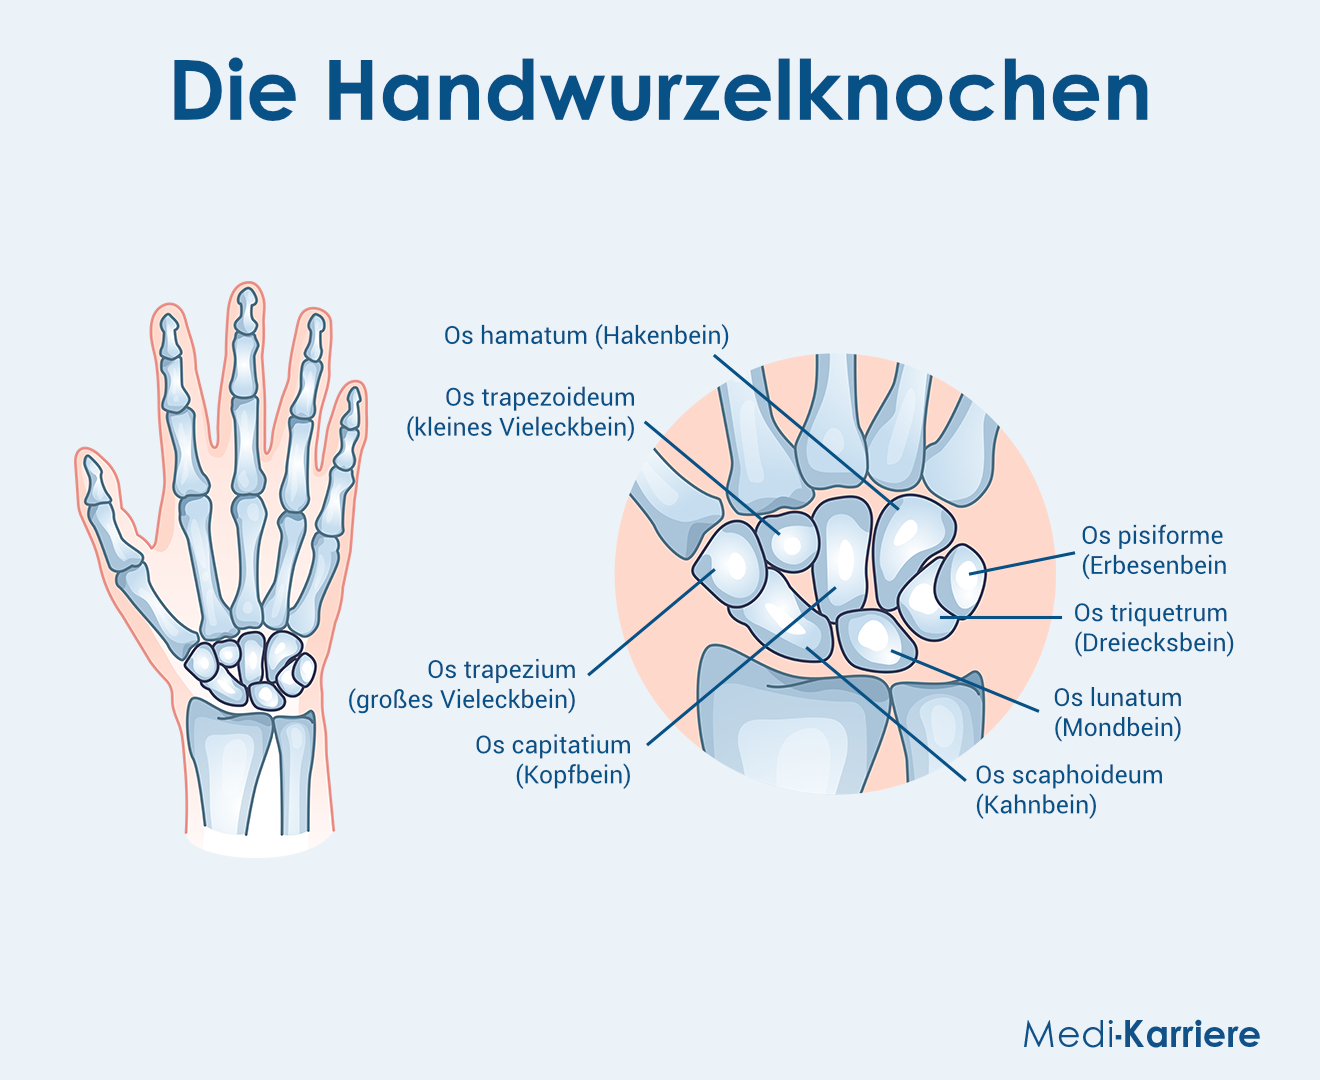 Die Handwurzelknochen
Os hamatum (Hakenbein)
Os trapezoideum
(kleines Vieleckbein)
Os trapezium
(großes Vieleckbein)
Os capitatium
(Kopfbein)
Os pisiforme
(Erbesenbein
Os triquetrum
(Dreiecksbein)
Os lunatum
(Mondbein)
Os scaphoideum
(Kahnbein)
Medi-Karriere